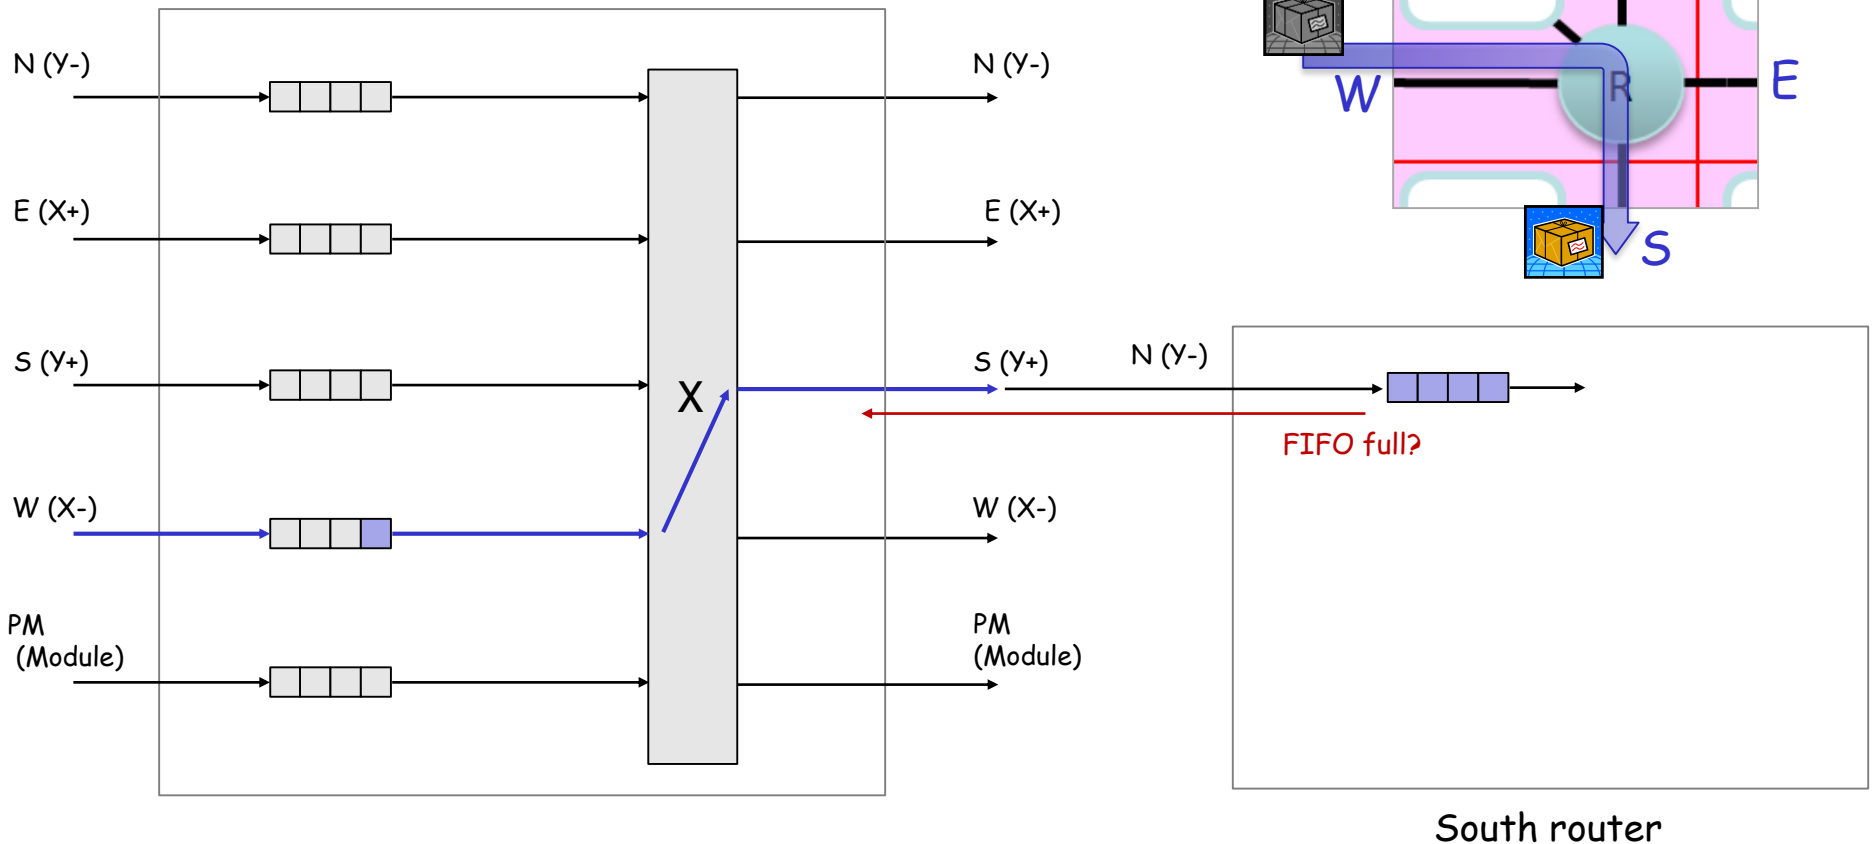 N (Y-)
E (X+)
S (Y+)
W (X-)
PM
(Module)
X
N (Y-)
E (X+)
S (Y+)
W (X-)
PM
(Module)
N (Y-)
FIFO full?
South router
W
R
E
S